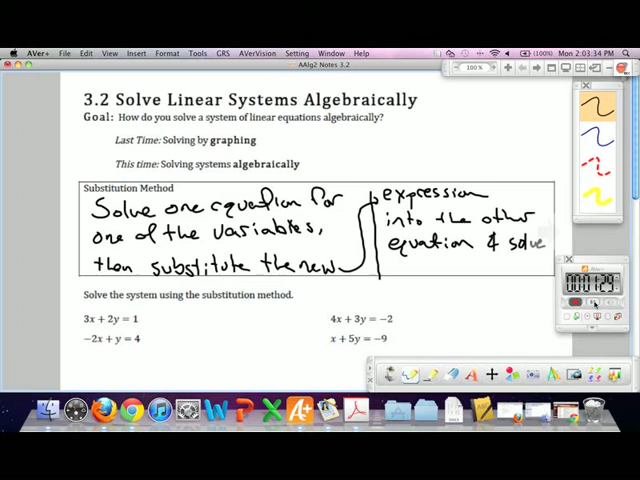 AVer+ File Edit View Insert Format Tools GRS AVerVision Setting Window Help (100%) Mon 2:03:34 PM
AAlg2 Notes 3.2
100 %
3.2 Solve Linear Systems Algebraically
Goal: How do you solve a system of linear equations algebraically?
Last Time: Solving by graphing
This time: Solving systems algebraically
Substitution Method
Solve one equation for
one of the variables,
then substitute the new
expression
into the other
equation & solve
AVer+
00:01:29
Solve the system using the substitution method.
3x + 2y = 1
−2x + y = 4
4x + 3y = −2
x + 5y = −9